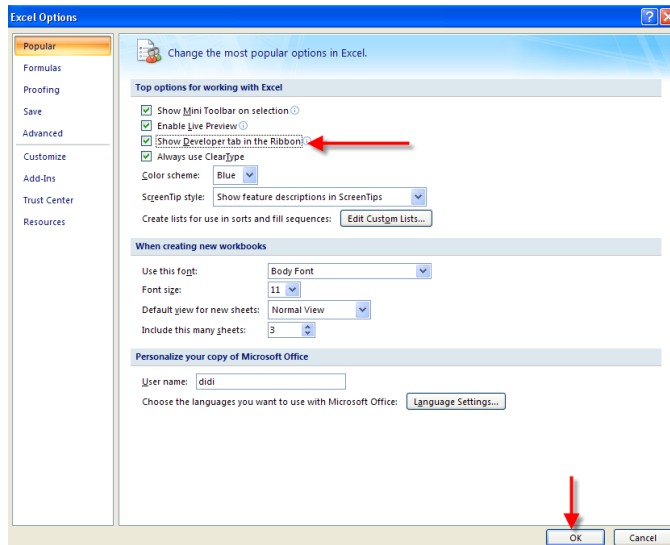 Excel Options
Popular
Formulas
Proofing
Save
Advanced
Customize
Add-Ins
Trust Center
Resources
Change the most popular options in Excel.
Top options for working with Excel
Show Mini Toolbar on selection
Enable Live Preview
Show Developer tab in the Ribbon
Always use ClearType
Color scheme: Blue
ScreenTip style: Show feature descriptions in ScreenTips
Create lists for use in sorts and fill sequences: Edit Custom Lists...
When creating new workbooks
Use this font: Body Font
Font size: 11
Default view for new sheets: Normal View
Include this many sheets: 3
Personalize your copy of Microsoft Office
User name: didi
Choose the languages you want to use with Microsoft Office: Language Settings...
OK Cancel